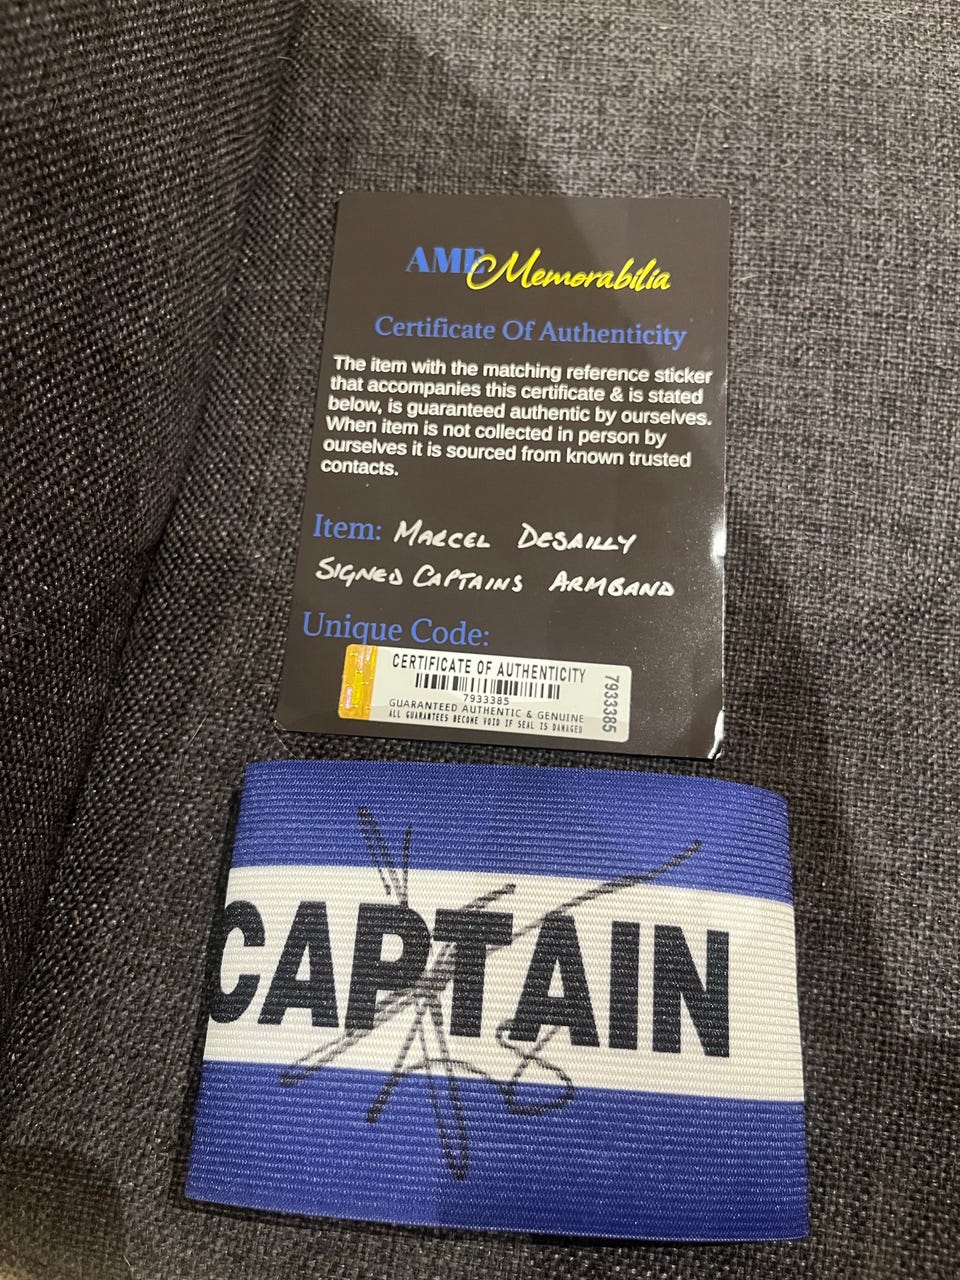 AME Memorabilia
Certificate Of Authenticity
The item with the matching reference sticker
that accompanies this certificate & is stated
below, is guaranteed authentic by ourselves.
When item is not collected in person by
ourselves it is sourced from known trusted
contacts.
Item: MARCEL DESAILLY
SIGNED CAPTAINS ARMBAND
Unique Code:
CERTIFICATE OF AUTHENTICITY
7933385
GUARANTEED AUTHENTIC & GENUINE
ALL GUARANTEES BECOME VOID IF SEAL IS DAMAGED
7933385
CAPTAIN